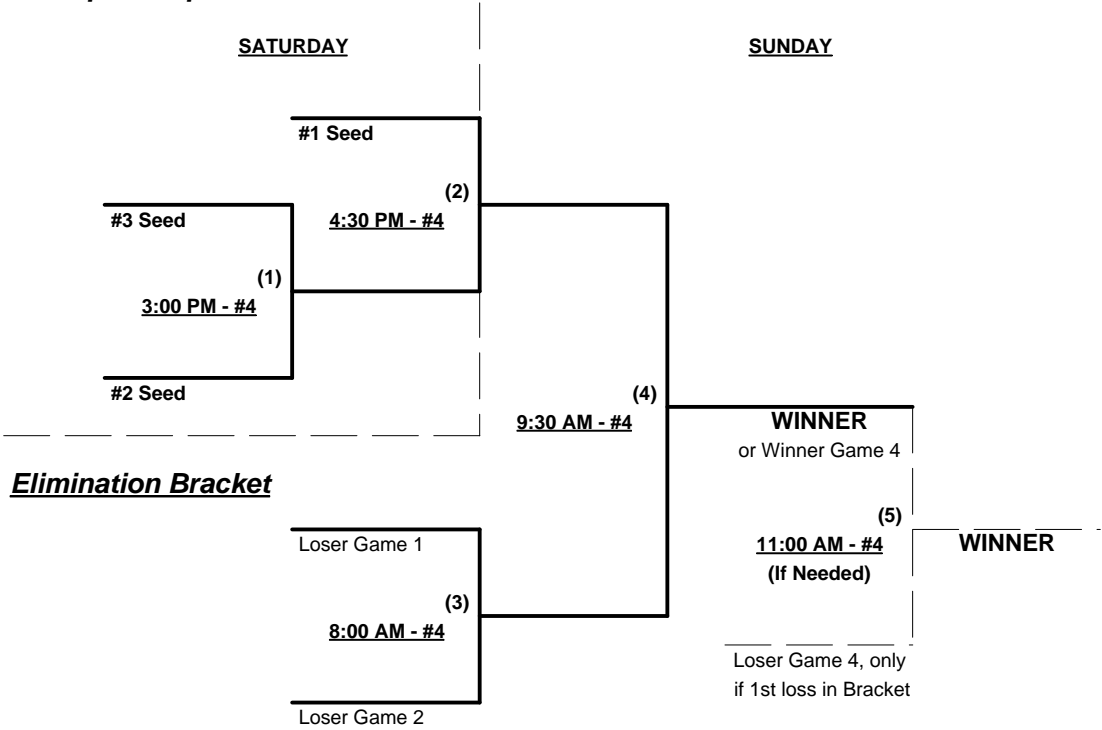 SATURDAY
SUNDAY
#1 Seed
(2)
4:30 PM - #4
#3 Seed
(1)
3:00 PM - #4
#2 Seed
(4)
9:30 AM - #4
WINNER
or Winner Game 4
Elimination Bracket
Loser Game 1
(3)
8:00 AM - #4
Loser Game 2
(5)
11:00 AM - #4
(If Needed)
WINNER
Loser Game 4, only
if 1st loss in Bracket